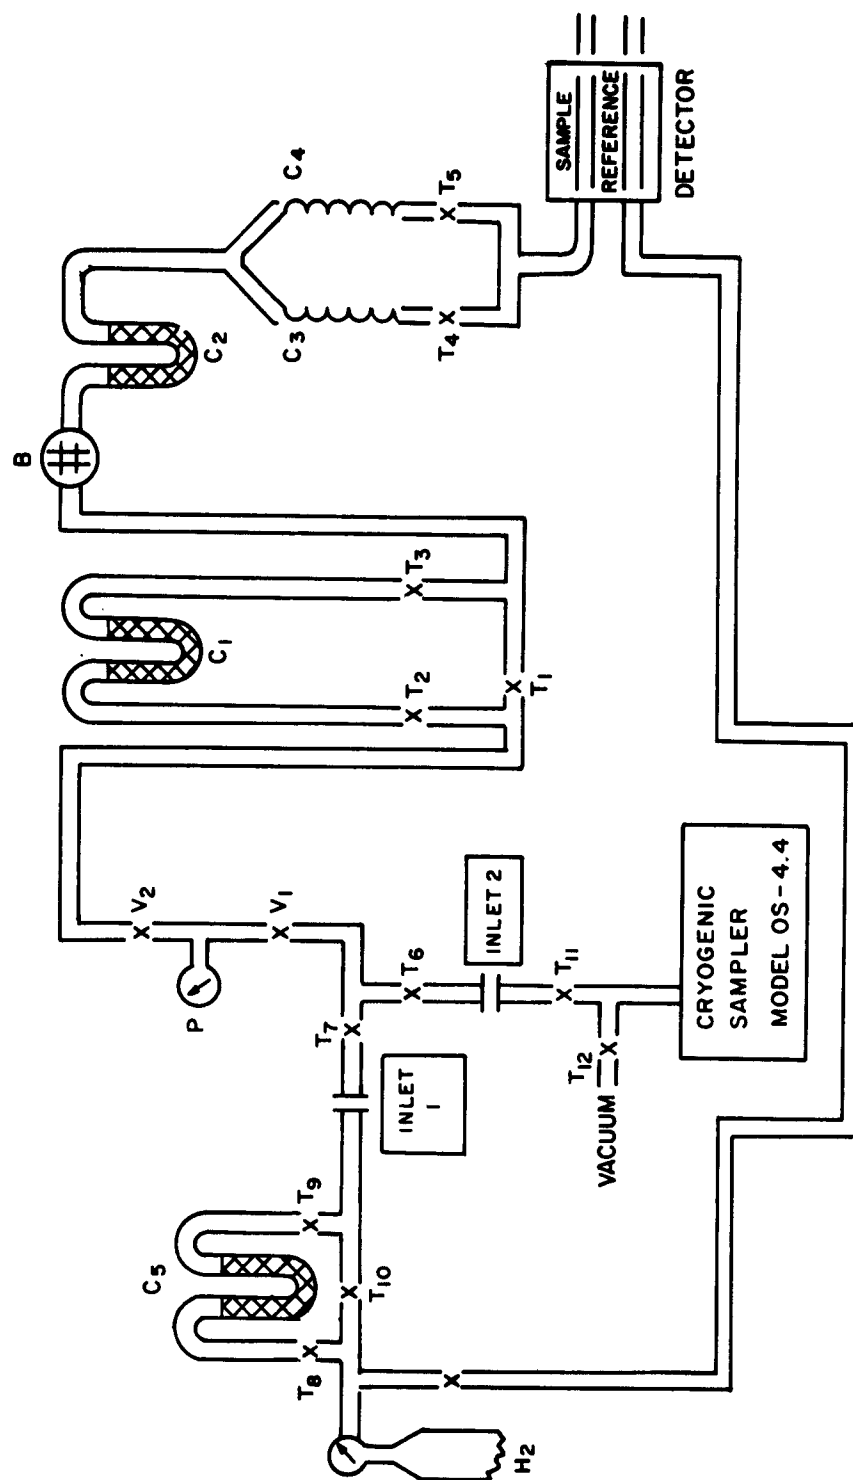 H2
C5
T8
T9
T10
INLET
1
T7
P
V1
V2
T6
INLET 2
T11
T12
VACUUM
CRYOGENIC
SAMPLER
MODEL OS-4.4
C1
T2
T3
T1
B
C2
C3
C4
T4
T5
SAMPLE
REFERENCE
DETECTOR